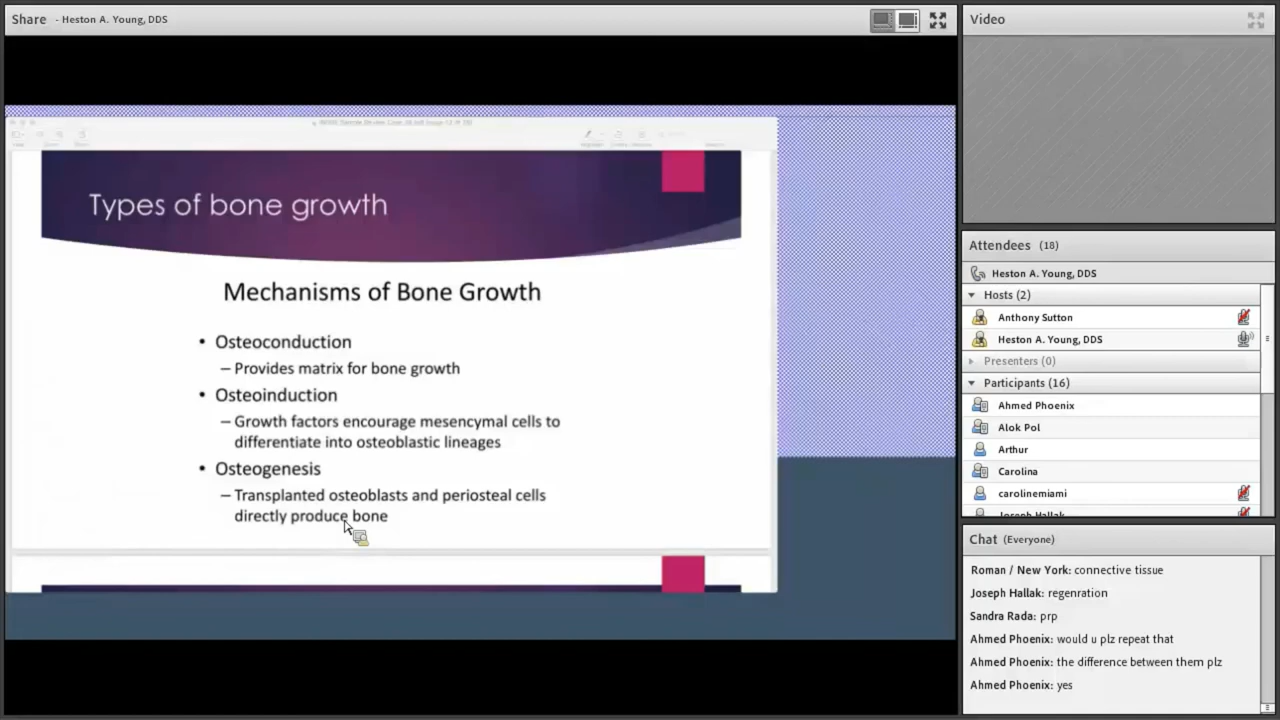 Share - Heston A. Young, DDS
Types of bone growth
Mechanisms of Bone Growth
• Osteoconduction
– Provides matrix for bone growth
• Osteoinduction
– Growth factors encourage mesencymal cells to
differentiate into osteoblastic lineages
• Osteogenesis
– Transplanted osteoblasts and periosteal cells
directly produce bone
Video
Attendees (18)
Heston A. Young, DDS
Hosts (2)
Anthony Sutton
Heston A. Young, DDS
Presenters (0)
Participants (16)
Ahmed Phoenix
Alok Pol
Arthur
Carolina
carolinemiami
Joseph Hallak
Chat (Everyone)
Roman / New York: connective tissue
Joseph Hallak: regenration
Sandra Rada: prp
Ahmed Phoenix: would u plz repeat that
Ahmed Phoenix: the difference between them plz
Ahmed Phoenix: yes